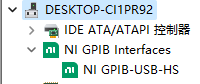 DESKTOP-CI1PR92
IDE ATA/ATAPI 控制器
NI GPIB Interfaces
NI GPIB-USB-HS